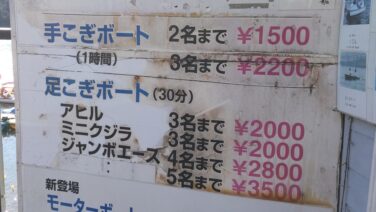 手こぎボート 2名まで ¥1500
(1時間) 3名まで ¥2200
足こぎボート(30分)
アヒル 3名まで ¥2000
ミニクジラ 3名まで ¥2000
ジャンボエース 4名まで ¥2800
5名まで ¥3500
新登場
モーターボート